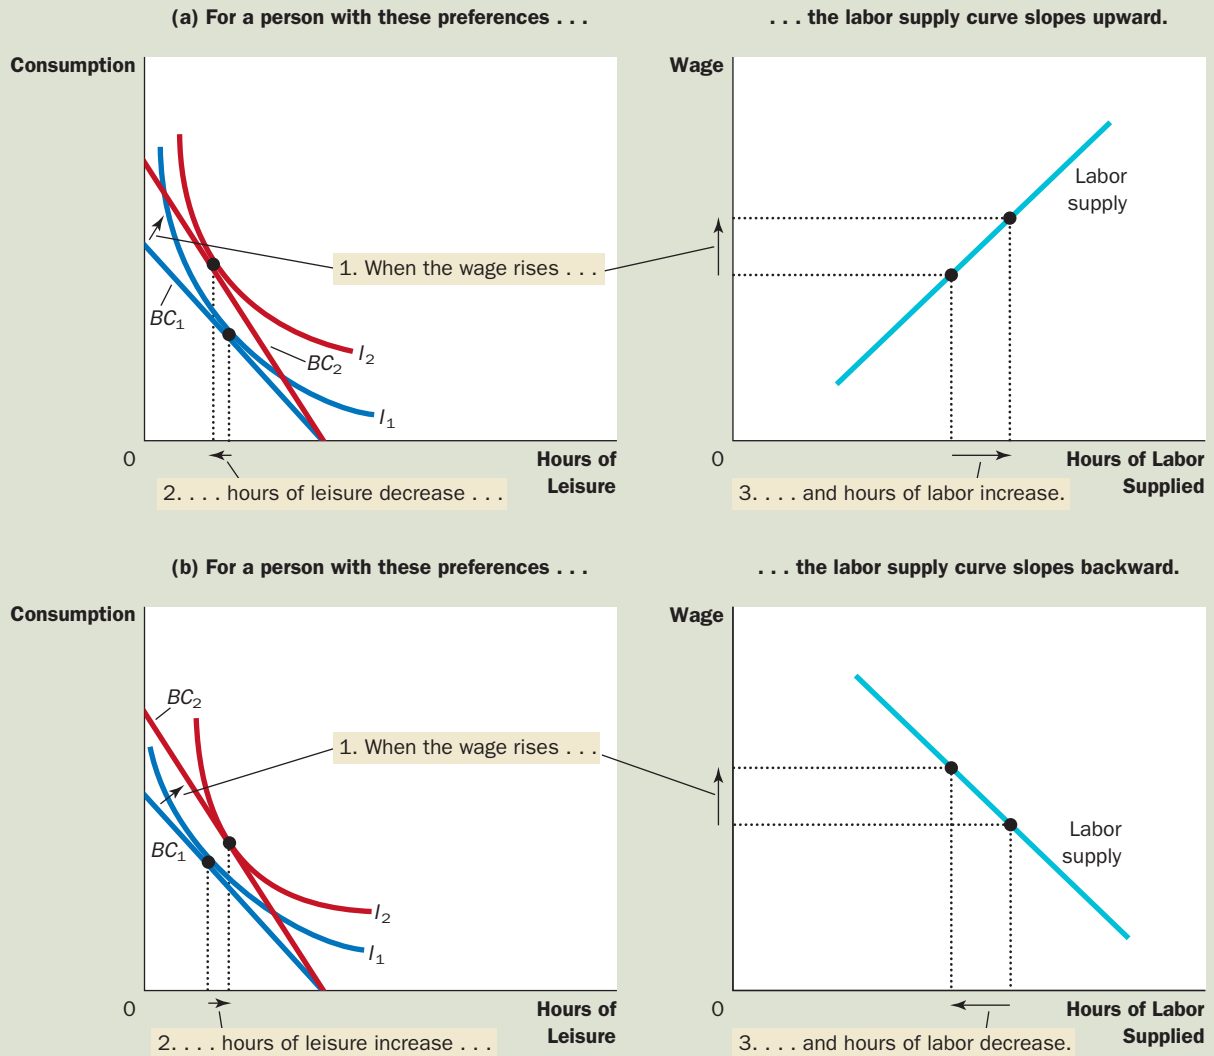 (a) For a person with these preferences . . .
. . . the labor supply curve slopes upward.
Consumption
BC1
1. When the wage rises . . .
BC2
I2
I1
0
Hours of
Leisure
2. . . . hours of leisure decrease . . .
Wage
Labor
supply
0
Hours of Labor
Supplied
3. . . . and hours of labor increase.
(b) For a person with these preferences . . .
. . . the labor supply curve slopes backward.
Consumption
BC2
1. When the wage rises . . .
BC1
I2
I1
0
Hours of
Leisure
2. . . . hours of leisure increase . . .
Wage
Labor
supply
0
Hours of Labor
Supplied
3. . . . and hours of labor decrease.